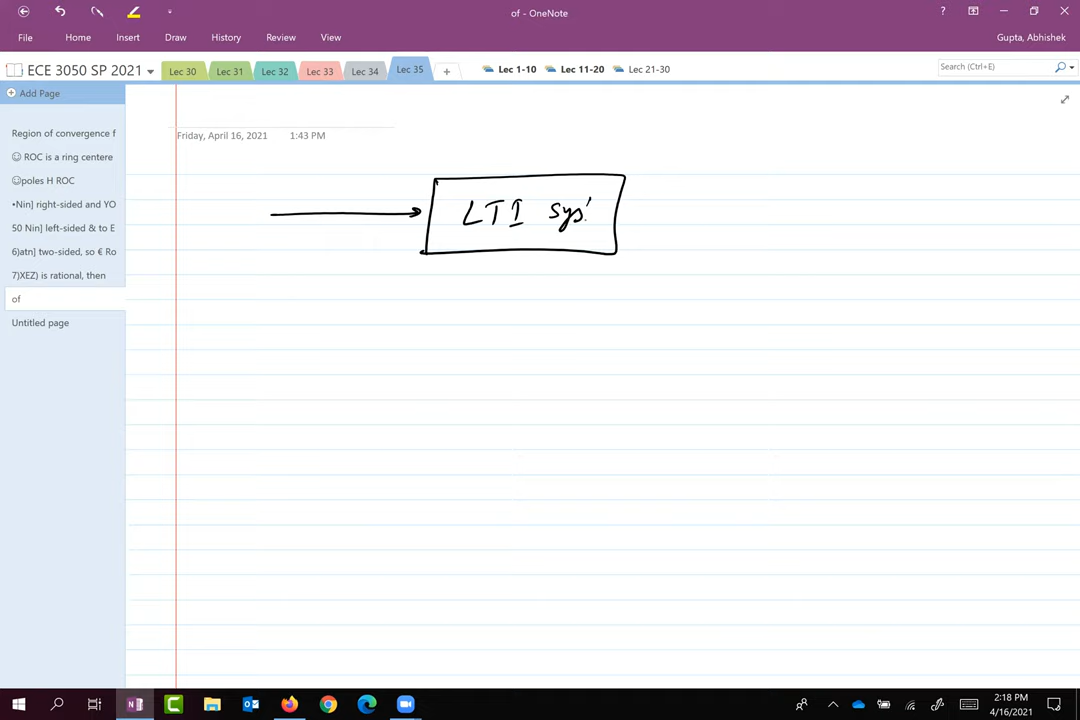 of - OneNote
?
File
Home
Insert
Draw
History
Review
View
Gupta, Abhishek
ECE 3050 SP 2021
Lec 30
Lec 31
Lec 32
Lec 33
Lec 34
Lec 35
+
Lec 1-10
Lec 11-20
Lec 21-30
Search (Ctrl+E)
Add Page
Region of convergence f
ROC is a ring centere
poles H ROC
•Nin] right-sided and YO
50 Nin] left-sided & to E
6)atn] two-sided, so € Ro
7)XEZ) is rational, then
of
Untitled page
Friday, April 16, 2021 1:43 PM
LTI sys
2:18 PM
4/16/2021